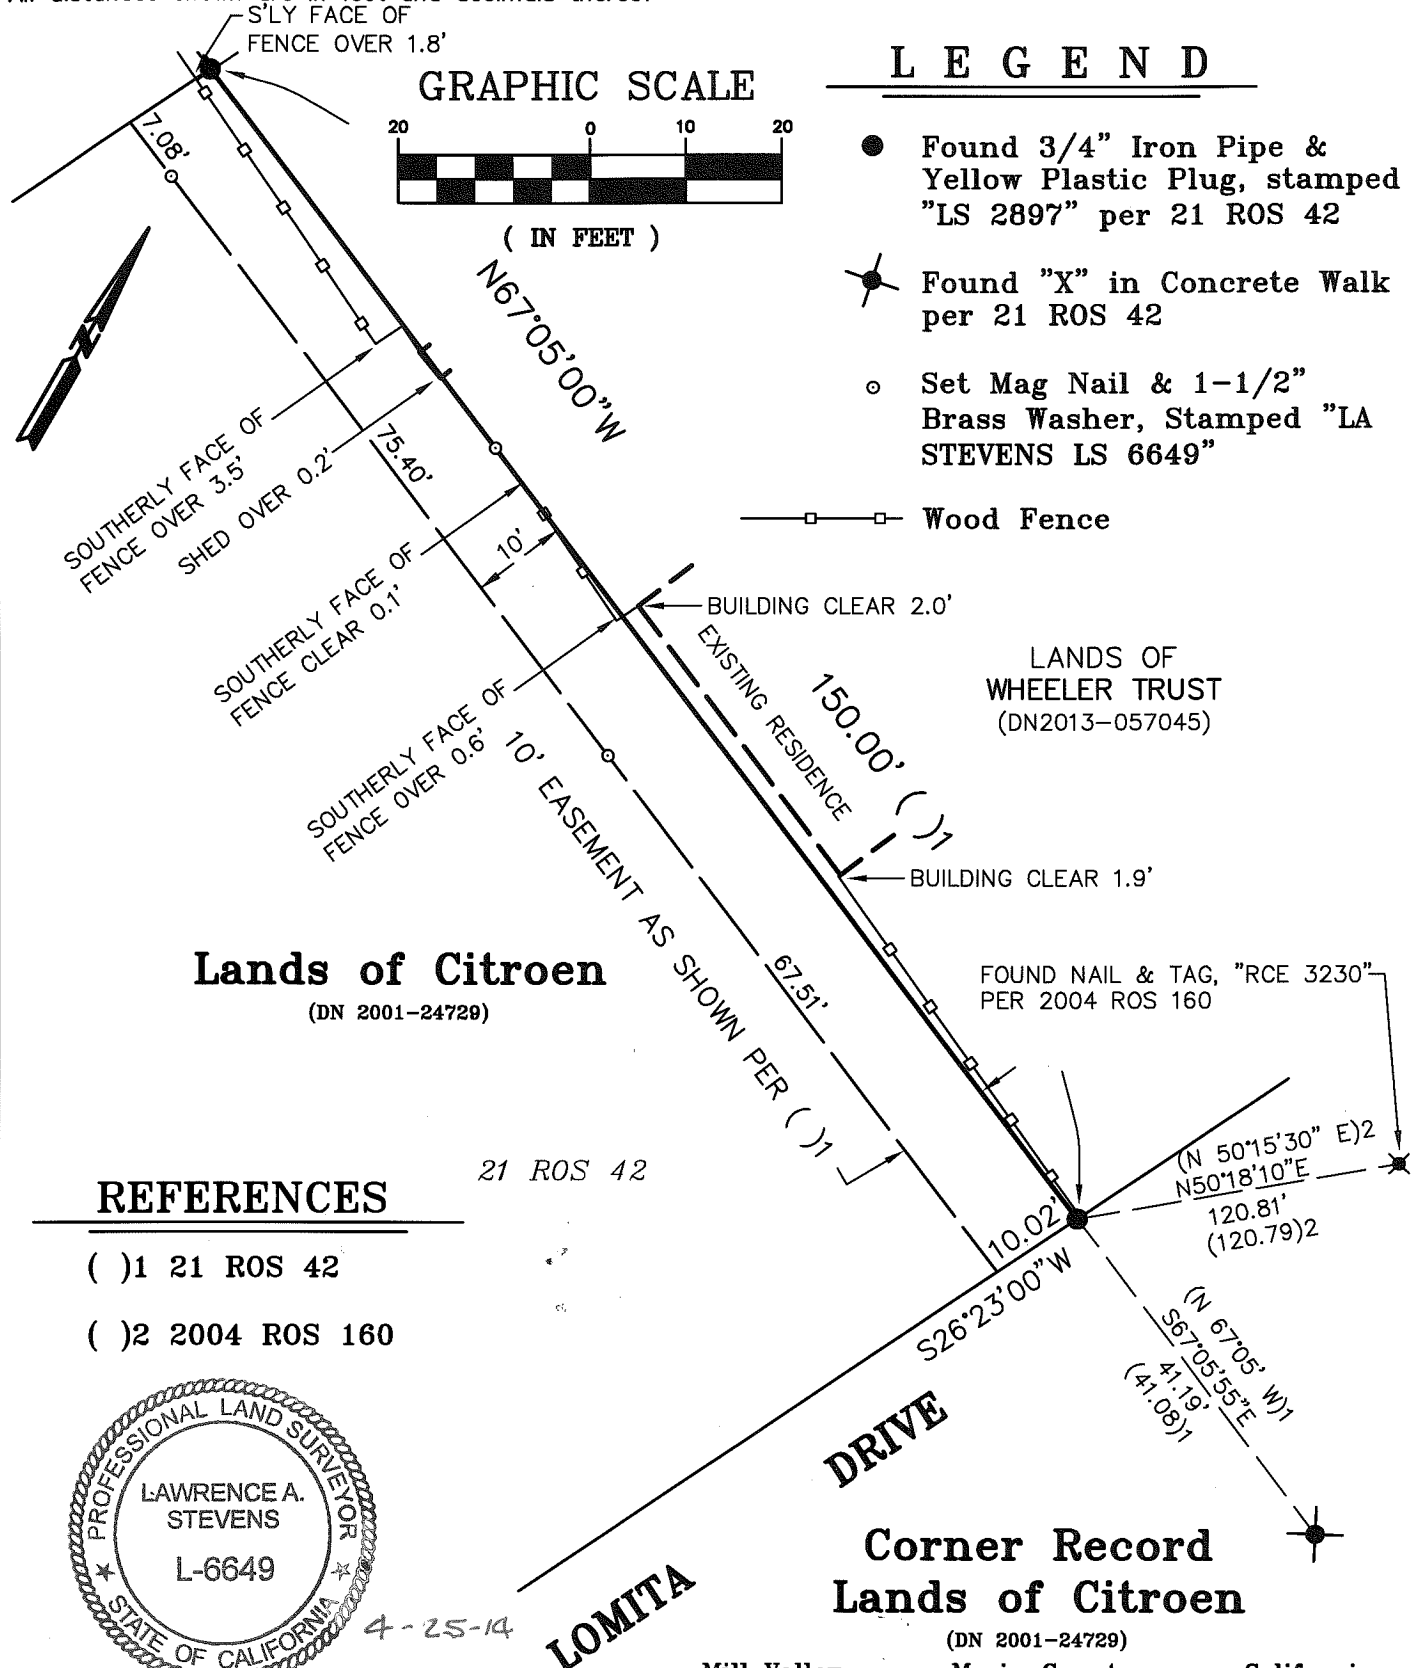 S'LY FACE OF
FENCE OVER 1.8'
GRAPHIC SCALE
20 0 10 20
( IN FEET )
L E G E N D
Found 3/4" Iron Pipe &
Yellow Plastic Plug, stamped
"LS 2897" per 21 ROS 42
Found "X" in Concrete Walk
per 21 ROS 42
Set Mag Nail & 1-1/2"
Brass Washer, Stamped "LA
STEVENS LS 6649"
Wood Fence
7.08'
N
N67°05'00"W
SOUTHERLY FACE OF
FENCE OVER 3.5'
SHED OVER 0.2'
75.40'
SOUTHERLY FACE OF
FENCE CLEAR 0.1'
10'
SOUTHERLY FACE OF
FENCE OVER 0.6'
BUILDING CLEAR 2.0'
EXISTING RESIDENCE
150.00' ( )1
LANDS OF
WHEELER TRUST
(DN2013-057045)
BUILDING CLEAR 1.9'
10' EASEMENT AS SHOWN PER ( )1
67.51'
Lands of Citroen
(DN 2001-24729)
FOUND NAIL & TAG, "RCE 3230"
PER 2004 ROS 160
21 ROS 42
REFERENCES
( )1 21 ROS 42
( )2 2004 ROS 160
(N 50°15'30" E)2
N50°18'10"E
120.81'
(120.79)2
10.02'
S26°23'00"W
(N 67°05' W)1
S67°05'55"E
41.19'
(41.08)1
LOMITA DRIVE
PROFESSIONAL LAND SURVEYOR
LAWRENCE A.
STEVENS
L-6649
STATE OF CALIFORNIA
4-25-14
Corner Record
Lands of Citroen
(DN 2001-24729)